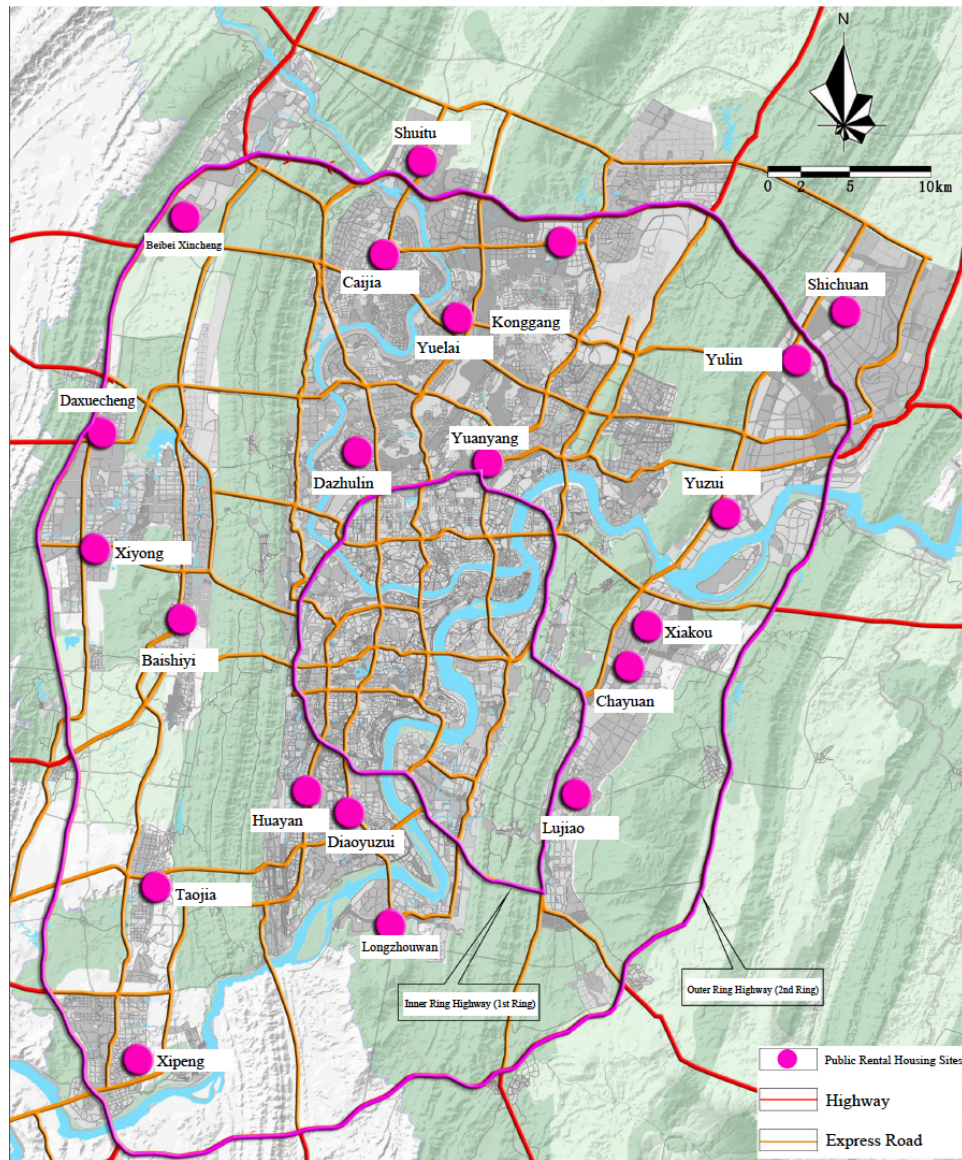 N
0 2 5 10km
Shuitu
Beibei Xincheng
Caijia
Shichuan
Konggang
Yuelai
Yulin
Daxuecheng
Yuanyang
Dazhulin
Yuzui
Xiyong
Xiakou
Baishiyi
Chayuan
Huayan
Lujiao
Diaoyuzui
Taojia
Longzhouwan
Inner Ring Highway (1st Ring)
Outer Ring Highway (2nd Ring)
Xipeng
Public Rental Housing Sites
Highway
Express Road